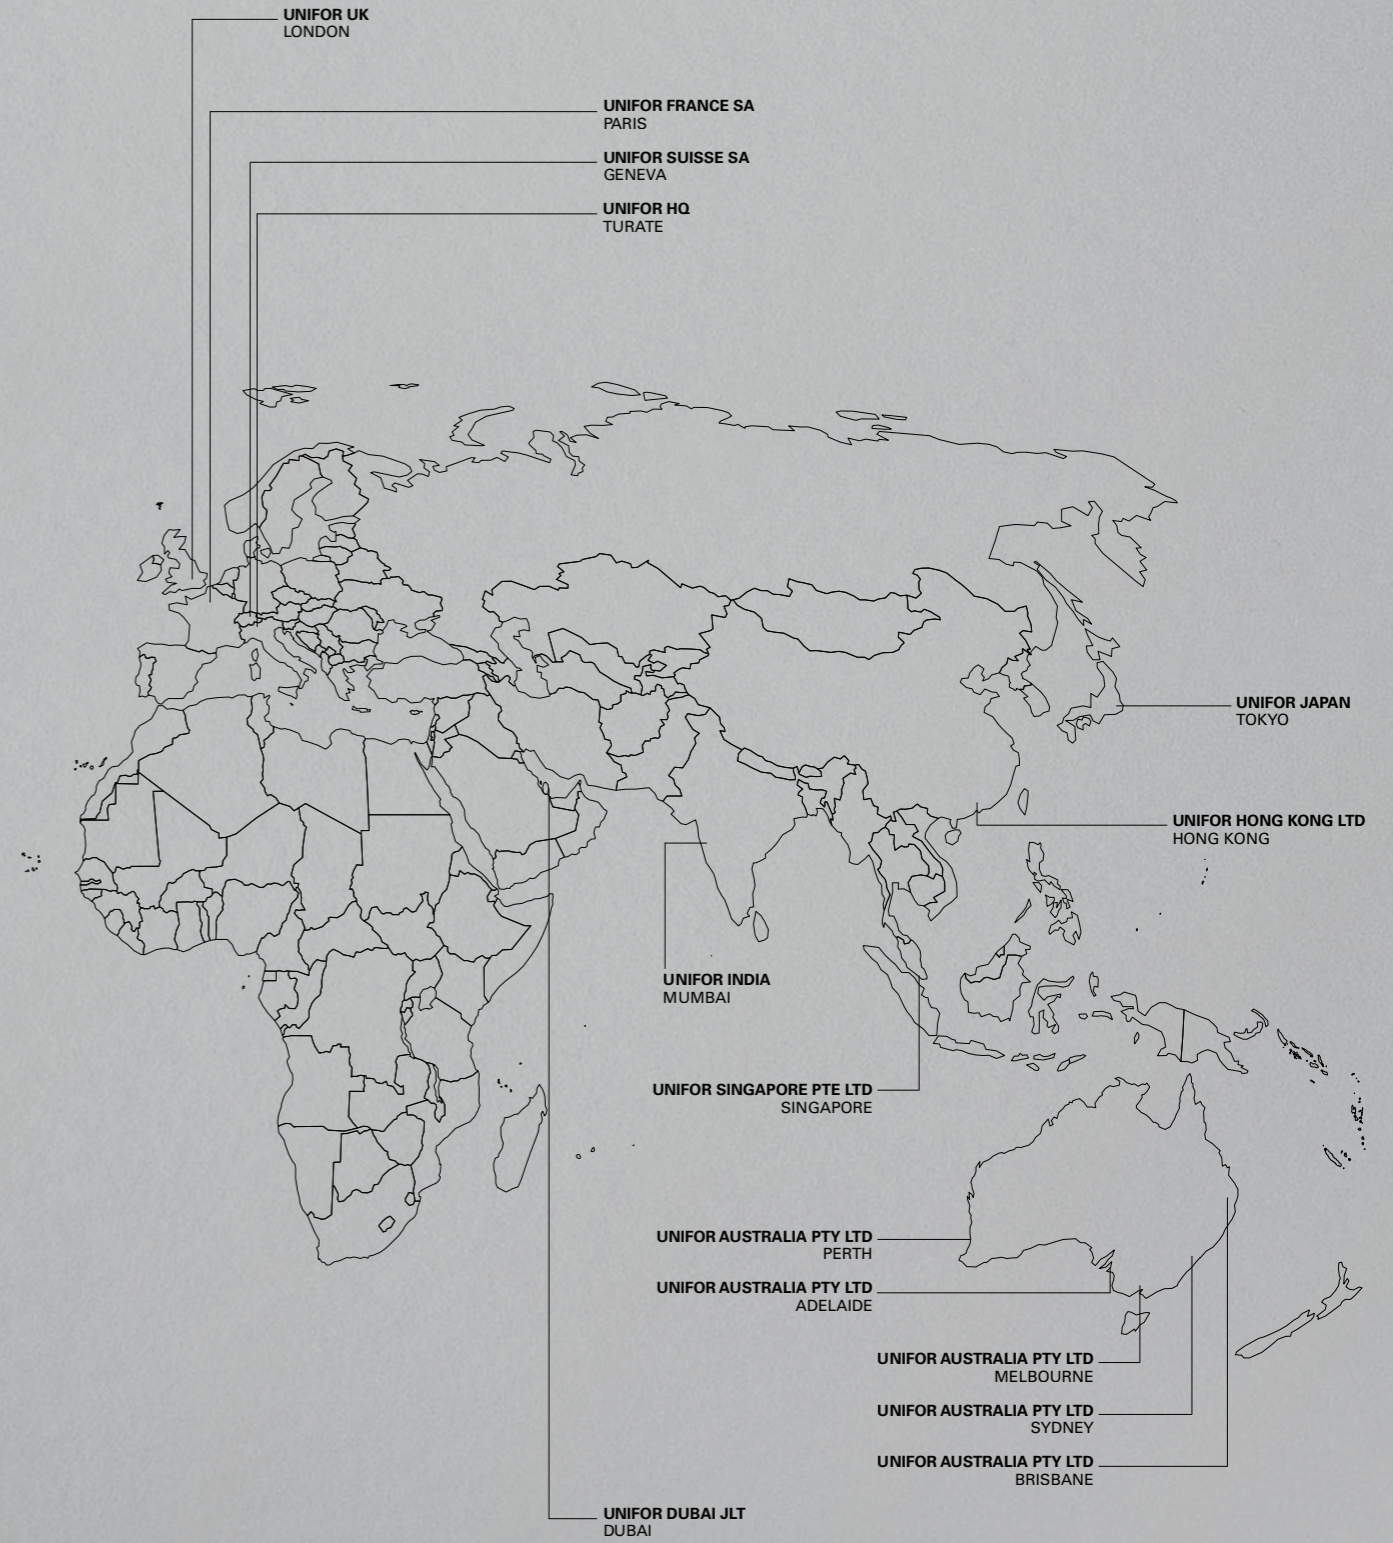 UNIFOR UK
LONDON
UNIFOR FRANCE SA
PARIS
UNIFOR SUISSE SA
GENEVA
UNIFOR HQ
TURATE
UNIFOR JAPAN
TOKYO
UNIFOR HONG KONG LTD
HONG KONG
UNIFOR INDIA
MUMBAI
UNIFOR SINGAPORE PTE LTD
SINGAPORE
UNIFOR AUSTRALIA PTY LTD
PERTH
UNIFOR AUSTRALIA PTY LTD
ADELAIDE
UNIFOR AUSTRALIA PTY LTD
MELBOURNE
UNIFOR AUSTRALIA PTY LTD
SYDNEY
UNIFOR AUSTRALIA PTY LTD
BRISBANE
UNIFOR DUBAI JLT
DUBAI